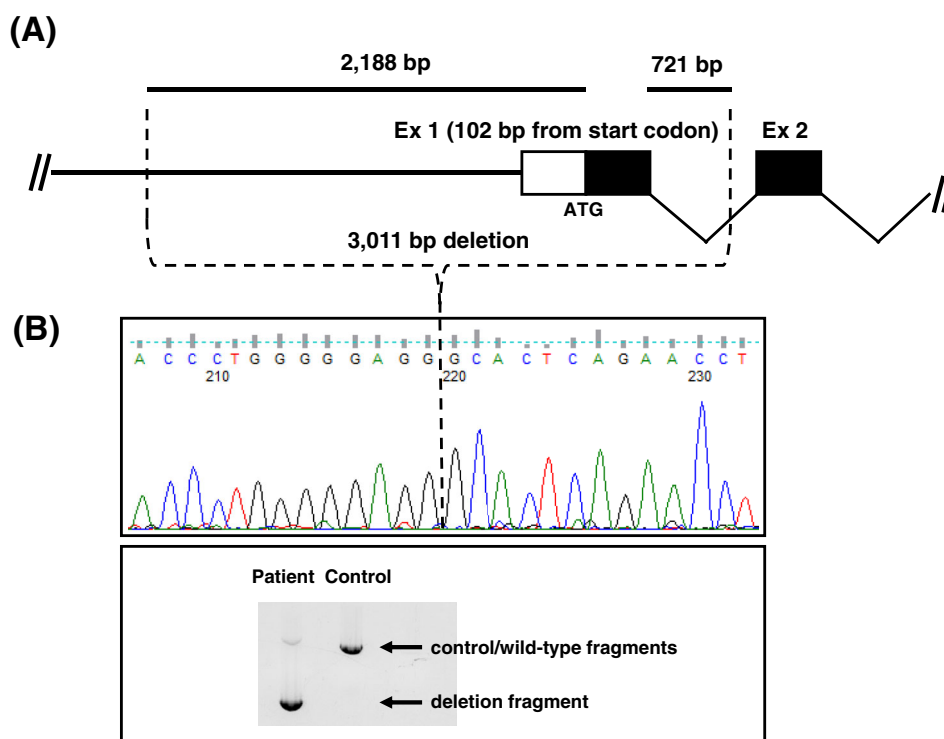 (A)
2,188 bp
721 bp
Ex 1 (102 bp from start codon)
Ex 2
//
//
ATG
3,011 bp deletion
(B)
A C C C T G G G G G A G G G C A C T C A G A A C C T
210 220 230
Patient Control
control/wild-type fragments
deletion fragment